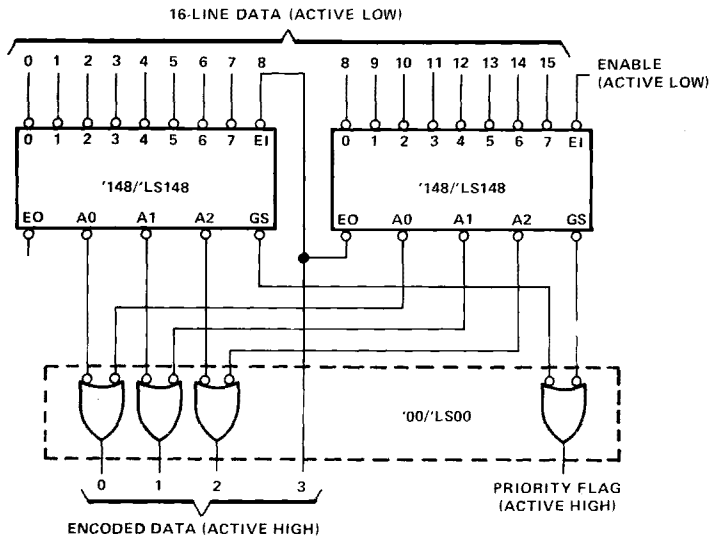 16-LINE DATA (ACTIVE LOW)
0 1 2 3 4 5 6 7 8 8 9 10 11 12 13 14 15 ENABLE
(ACTIVE LOW)
0 1 2 3 4 5 6 7 EI 0 1 2 3 4 5 6 7 EI
'148/'LS148 '148/'LS148
EO A0 A1 A2 GS EO A0 A1 A2 GS
'00/'LS00
0 1 2 3 PRIORITY FLAG
(ACTIVE HIGH)
ENCODED DATA (ACTIVE HIGH)